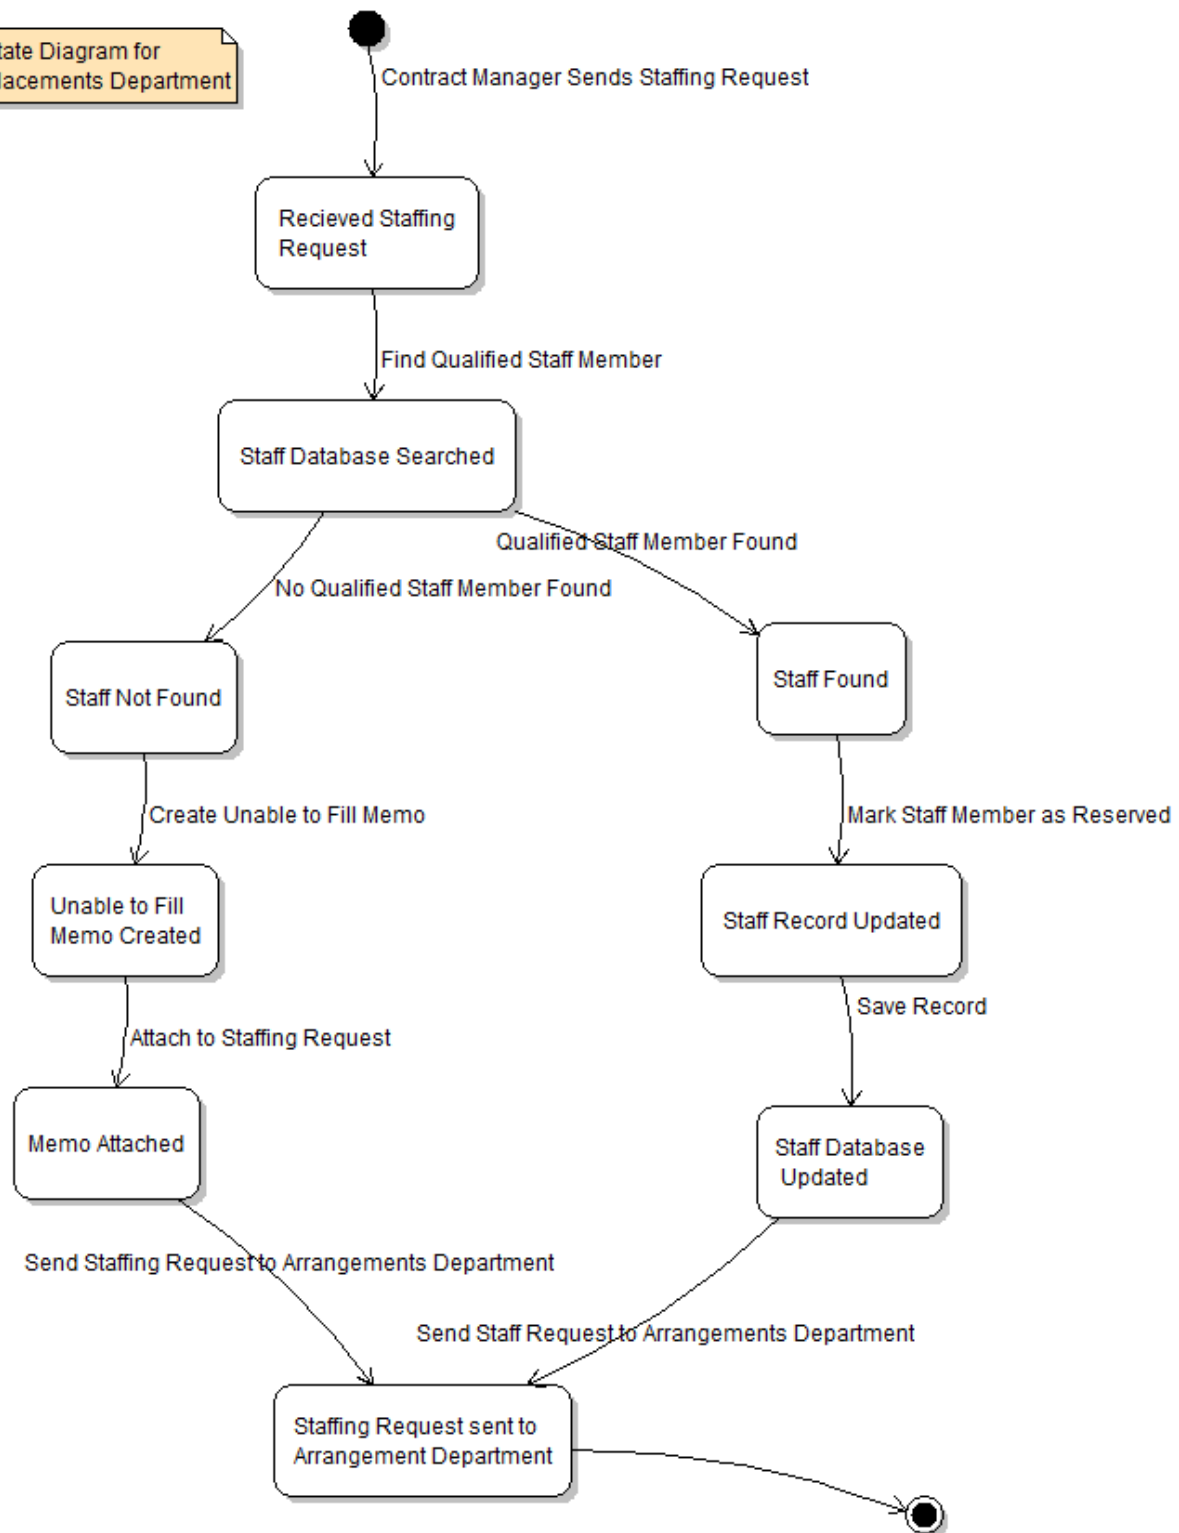 tate Diagram for
lacements Department
Contract Manager Sends Staffing Request
Recieved Staffing
Request
Find Qualified Staff Member
Staff Database Searched
Qualified Staff Member Found
No Qualified Staff Member Found
Staff Found
Staff Not Found
Create Unable to Fill Memo
Mark Staff Member as Reserved
Unable to Fill
Memo Created
Staff Record Updated
Save Record
Attach to Staffing Request
Memo Attached
Staff Database
Updated
Send Staffing Request to Arrangements Department
Send Staff Request to Arrangements Department
Staffing Request sent to
Arrangement Department